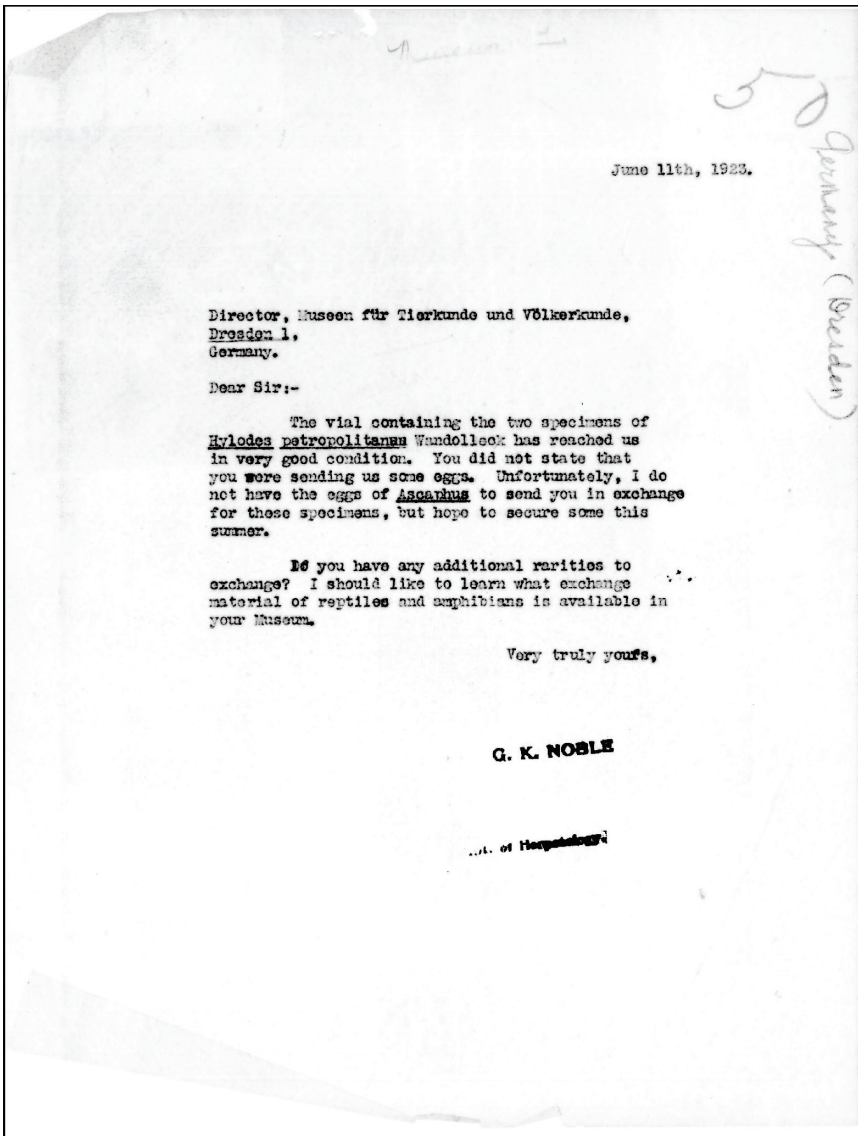 50
Germany (Dresden)
June 11th, 1923.
Director, Museen für Tierkunde und Völkerkunde,
Dresden 1,
Germany.
Dear Sir:-
The vial containing the two specimens of
Hylodes petropolitanus Wandolleck has reached us
in very good condition. You did not state that
you were sending us some eggs. Unfortunately, I do
not have the eggs of Ascaphus to send you in exchange
for these specimens, but hope to secure some this
summer.
Do you have any additional rarities to
exchange? I should like to learn what exchange
material of reptiles and amphibians is available in
your Museum.
Very truly yours,
G. K. NOBLE
of Herpetology.